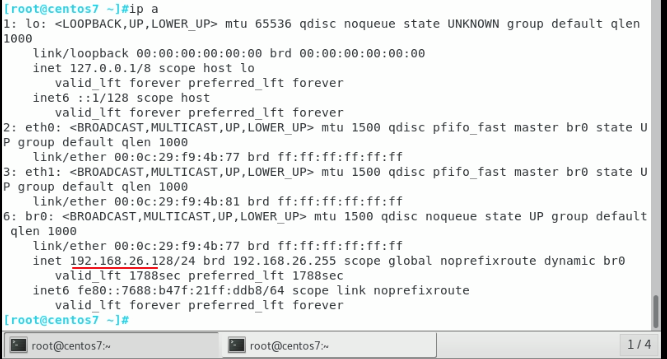 [root@centos7 ~]#ip a
1: lo: <LOOPBACK,UP,LOWER_UP> mtu 65536 qdisc noqueue state UNKNOWN group default qlen
1000
    link/loopback 00:00:00:00:00:00 brd 00:00:00:00:00:00
    inet 127.0.0.1/8 scope host lo
       valid_lft forever preferred_lft forever
    inet6 ::1/128 scope host
       valid_lft forever preferred_lft forever
2: eth0: <BROADCAST,MULTICAST,UP,LOWER_UP> mtu 1500 qdisc pfifo_fast master br0 state U
P group default qlen 1000
    link/ether 00:0c:29:f9:4b:77 brd ff:ff:ff:ff:ff:ff
3: eth1: <BROADCAST,MULTICAST,UP,LOWER_UP> mtu 1500 qdisc pfifo_fast master br0 state U
P group default qlen 1000
    link/ether 00:0c:29:f9:4b:81 brd ff:ff:ff:ff:ff:ff
6: br0: <BROADCAST,MULTICAST,UP,LOWER_UP> mtu 1500 qdisc noqueue state UP group default
 qlen 1000
    link/ether 00:0c:29:f9:4b:77 brd ff:ff:ff:ff:ff:ff
    inet 192.168.26.128/24 brd 192.168.26.255 scope global noprefixroute dynamic br0
       valid_lft 1788sec preferred_lft 1788sec
    inet6 fe80::7688:b47f:21ff:ddb8/64 scope link noprefixroute
       valid_lft forever preferred_lft forever
[root@centos7 ~]#
root@centos7:~ root@centos7:~ 1 / 4